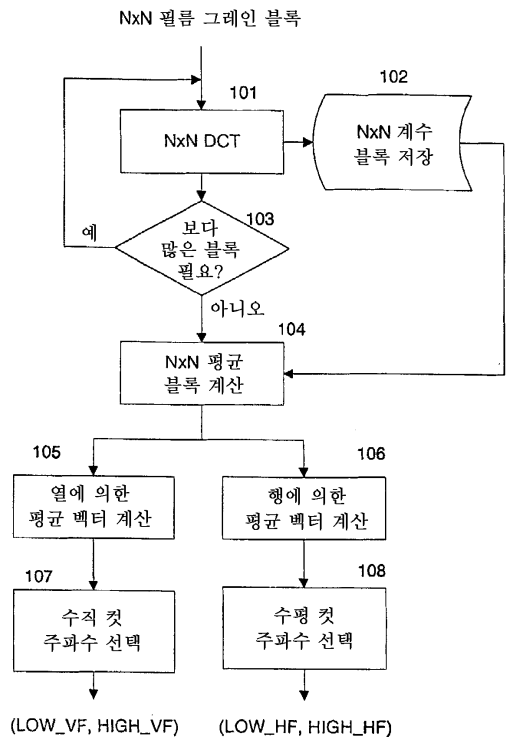 NxN 필름 그레인 블록
101
102
NxN DCT
NxN 계수
블록 저장
103
예
보다
많은 블록
필요?
아니오
104
NxN 평균
블록 계산
105
106
열에 의한
평균 벡터 계산
행에 의한
평균 벡터 계산
107
108
수직 컷
주파수 선택
수평 컷
주파수 선택
(LOW_VF, HIGH_VF)
(LOW_HF, HIGH_HF)